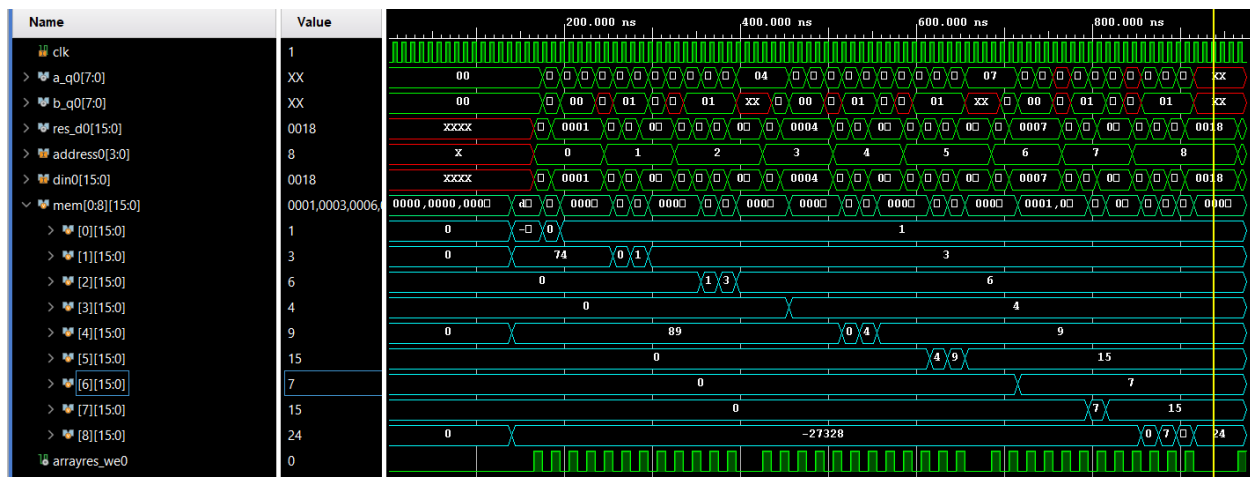 Name Value 200.000 ns 400.000 ns 600.000 ns 800.000 ns
clk 1
a_q0[7:0] XX 00 04 07 XX
b_q0[7:0] XX 00 00 01 01 XX 00 01 01 XX 00 01 01 XX
res_d0[15:0] 0018 XXXX 0001 0004 0007 0018
address0[3:0] 8 X 0 1 2 3 4 5 6 7 8
din0[15:0] 0018 XXXX 0001 0004 0007 0018
mem[0:8][15:0] 0001,0003,0006, 0000,0000,000
[0][15:0] 1 0 0 1
[1][15:0] 3 0 74 0 1 3
[2][15:0] 6 0 1 3 6
[3][15:0] 4 0 4
[4][15:0] 9 0 89 0 4 9
[5][15:0] 15 0 4 9 15
[6][15:0] 7 0 7
[7][15:0] 15 0 7 15
[8][15:0] 24 0 -27328 0 7 24
arrayres_we0 0